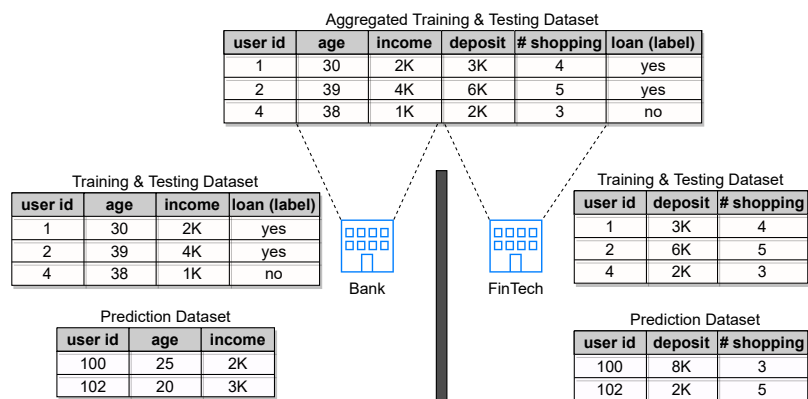 Aggregated Training & Testing Dataset
user id age income deposit # shopping loan (label)
1 30 2K 3K 4 yes
2 39 4K 6K 5 yes
4 38 1K 2K 3 no
Training & Testing Dataset
user id age income loan (label)
1 30 2K yes
2 39 4K yes
4 38 1K no
Bank
FinTech
Training & Testing Dataset
user id deposit # shopping
1 3K 4
2 6K 5
4 2K 3
Prediction Dataset
user id age income
100 25 2K
102 20 3K
Prediction Dataset
user id deposit # shopping
100 8K 3
102 2K 5